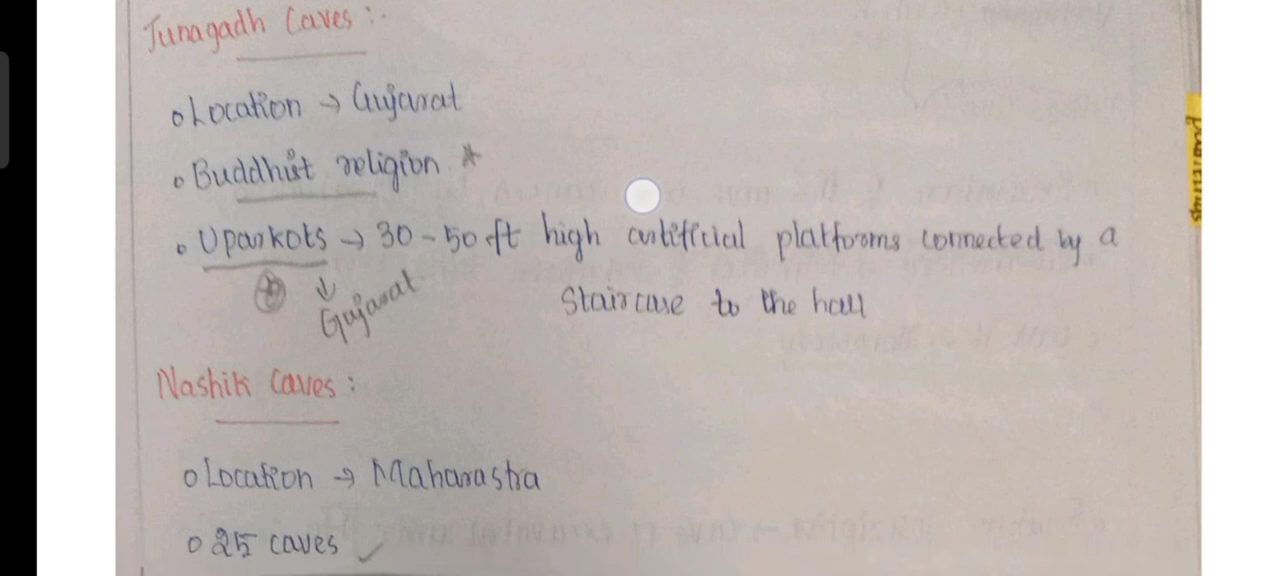 Junagadh Caves :-
o Location → Gujarat
o Buddhist religion *
o Uparkots → 30 - 50 ft high artificial platforms connected by a
↓
Gujarat
Staircase to the hall
Nashik Caves :
o Location → Maharastra
o 25 caves ✓